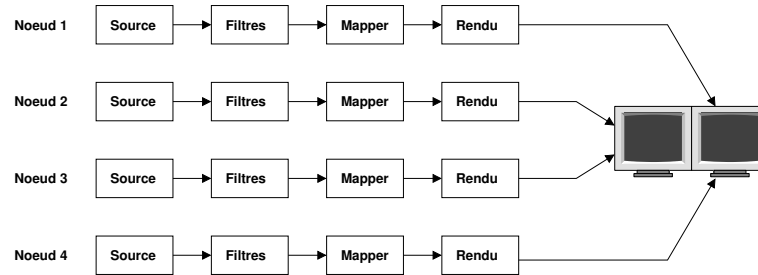 Noeud 1 Source Filtres Mapper Rendu
Noeud 2 Source Filtres Mapper Rendu
Noeud 3 Source Filtres Mapper Rendu
Noeud 4 Source Filtres Mapper Rendu